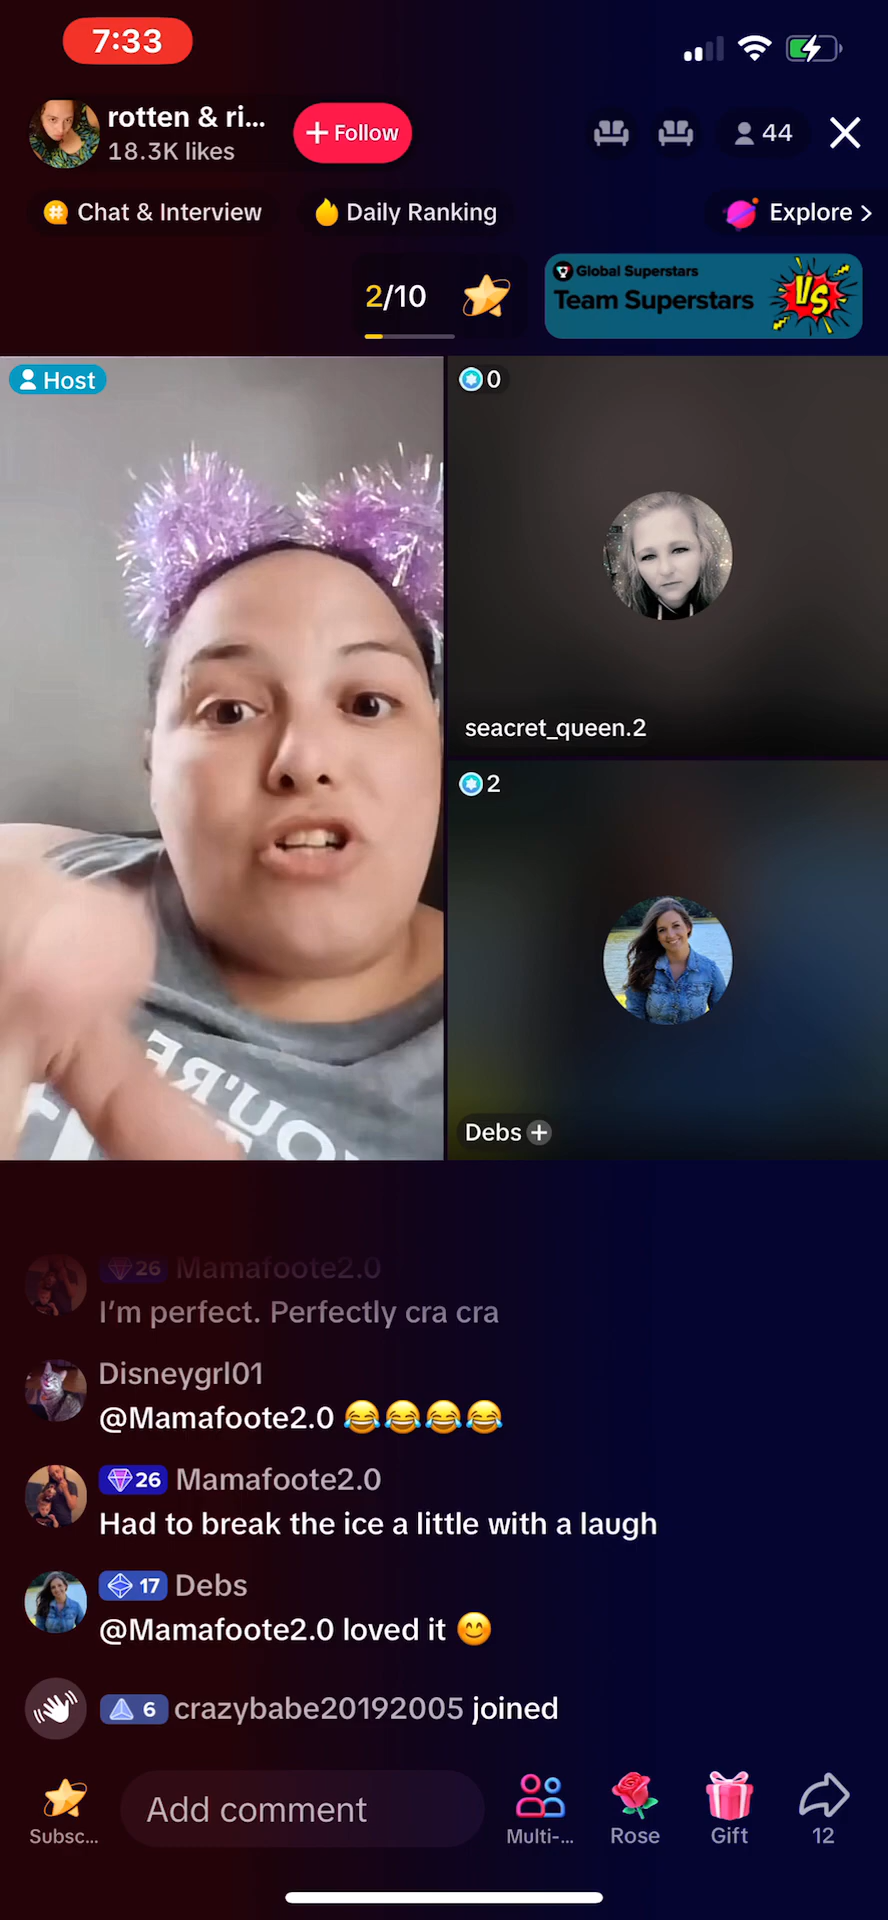 7:33
rotten & ri...
18.3K likes
+ Follow
44
Chat & Interview
Daily Ranking
Explore >
2/10
Global Superstars
Team Superstars
VS
Host
0
seacret_queen.2
2
Debs +
YOU'RE
26 Mamafoote2.0
I'm perfect. Perfectly cra cra
Disneygrl01
@Mamafoote2.0 😂😂😂😂
26 Mamafoote2.0
Had to break the ice a little with a laugh
17 Debs
@Mamafoote2.0 loved it 😊
6 crazybabe20192005 joined
Subsc...
Add comment
Multi-...
Rose
Gift
12